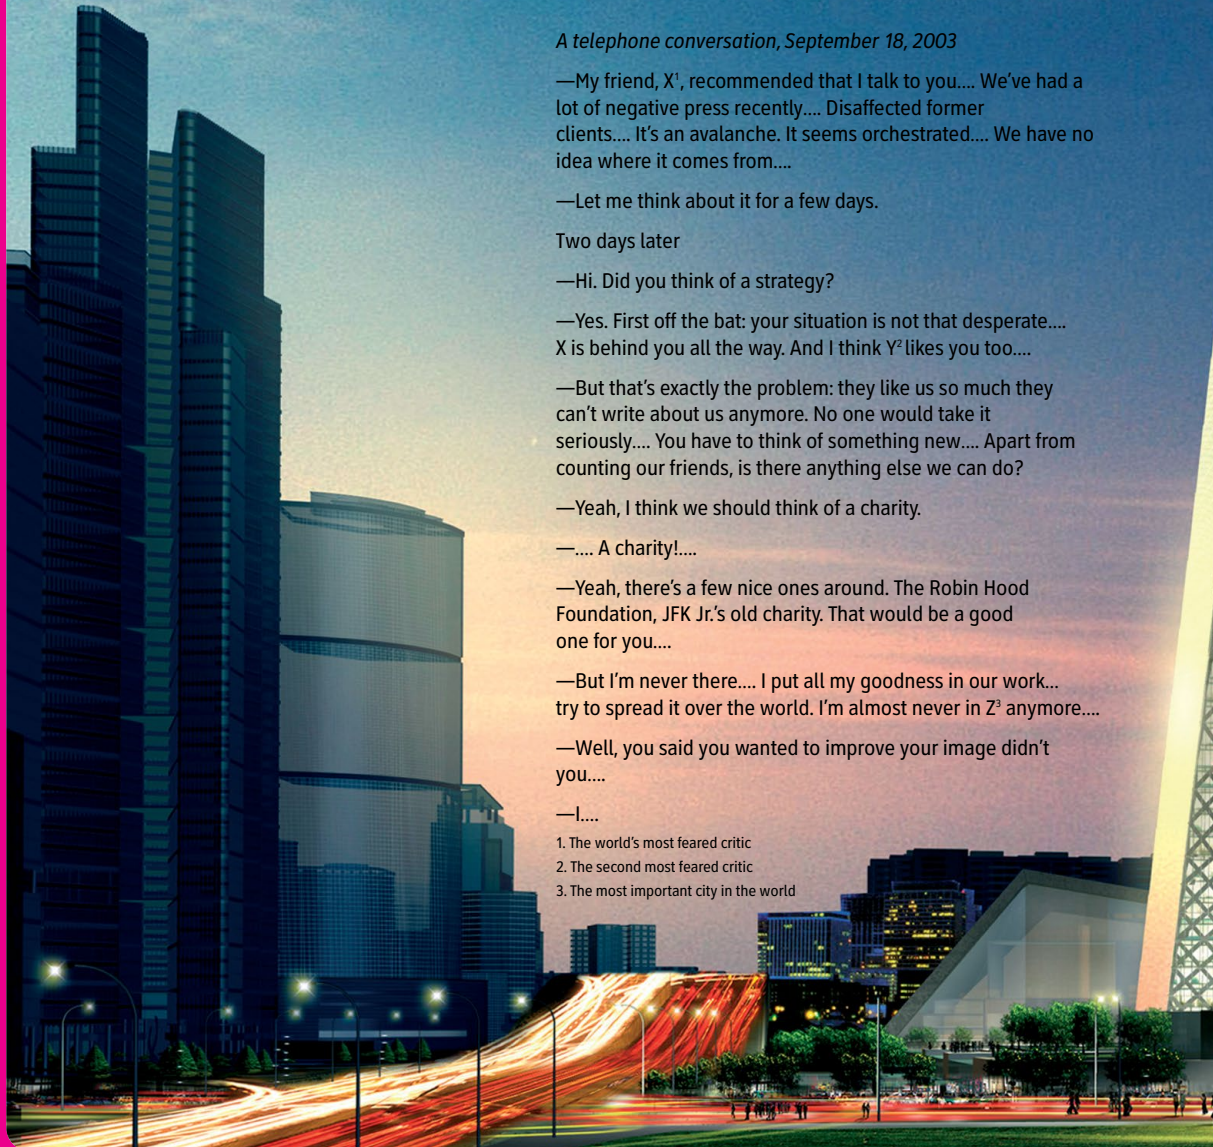 A telephone conversation, September 18, 2003
—My friend, X¹, recommended that I talk to you.... We've had a
lot of negative press recently.... Disaffected former
clients.... It's an avalanche. It seems orchestrated.... We have no
idea where it comes from....
—Let me think about it for a few days.
Two days later
—Hi. Did you think of a strategy?
—Yes. First off the bat: your situation is not that desperate....
X is behind you all the way. And I think Y² likes you too....
—But that's exactly the problem: they like us so much they
can't write about us anymore. No one would take it
seriously.... You have to think of something new.... Apart from
counting our friends, is there anything else we can do?
—Yeah, I think we should think of a charity.
—.... A charity!....
—Yeah, there's a few nice ones around. The Robin Hood
Foundation, JFK Jr.'s old charity. That would be a good
one for you....
—But I'm never there.... I put all my goodness in our work...
try to spread it over the world. I'm almost never in Z³ anymore....
—Well, you said you wanted to improve your image didn't
you....
—I....
1. The world's most feared critic
2. The second most feared critic
3. The most important city in the world